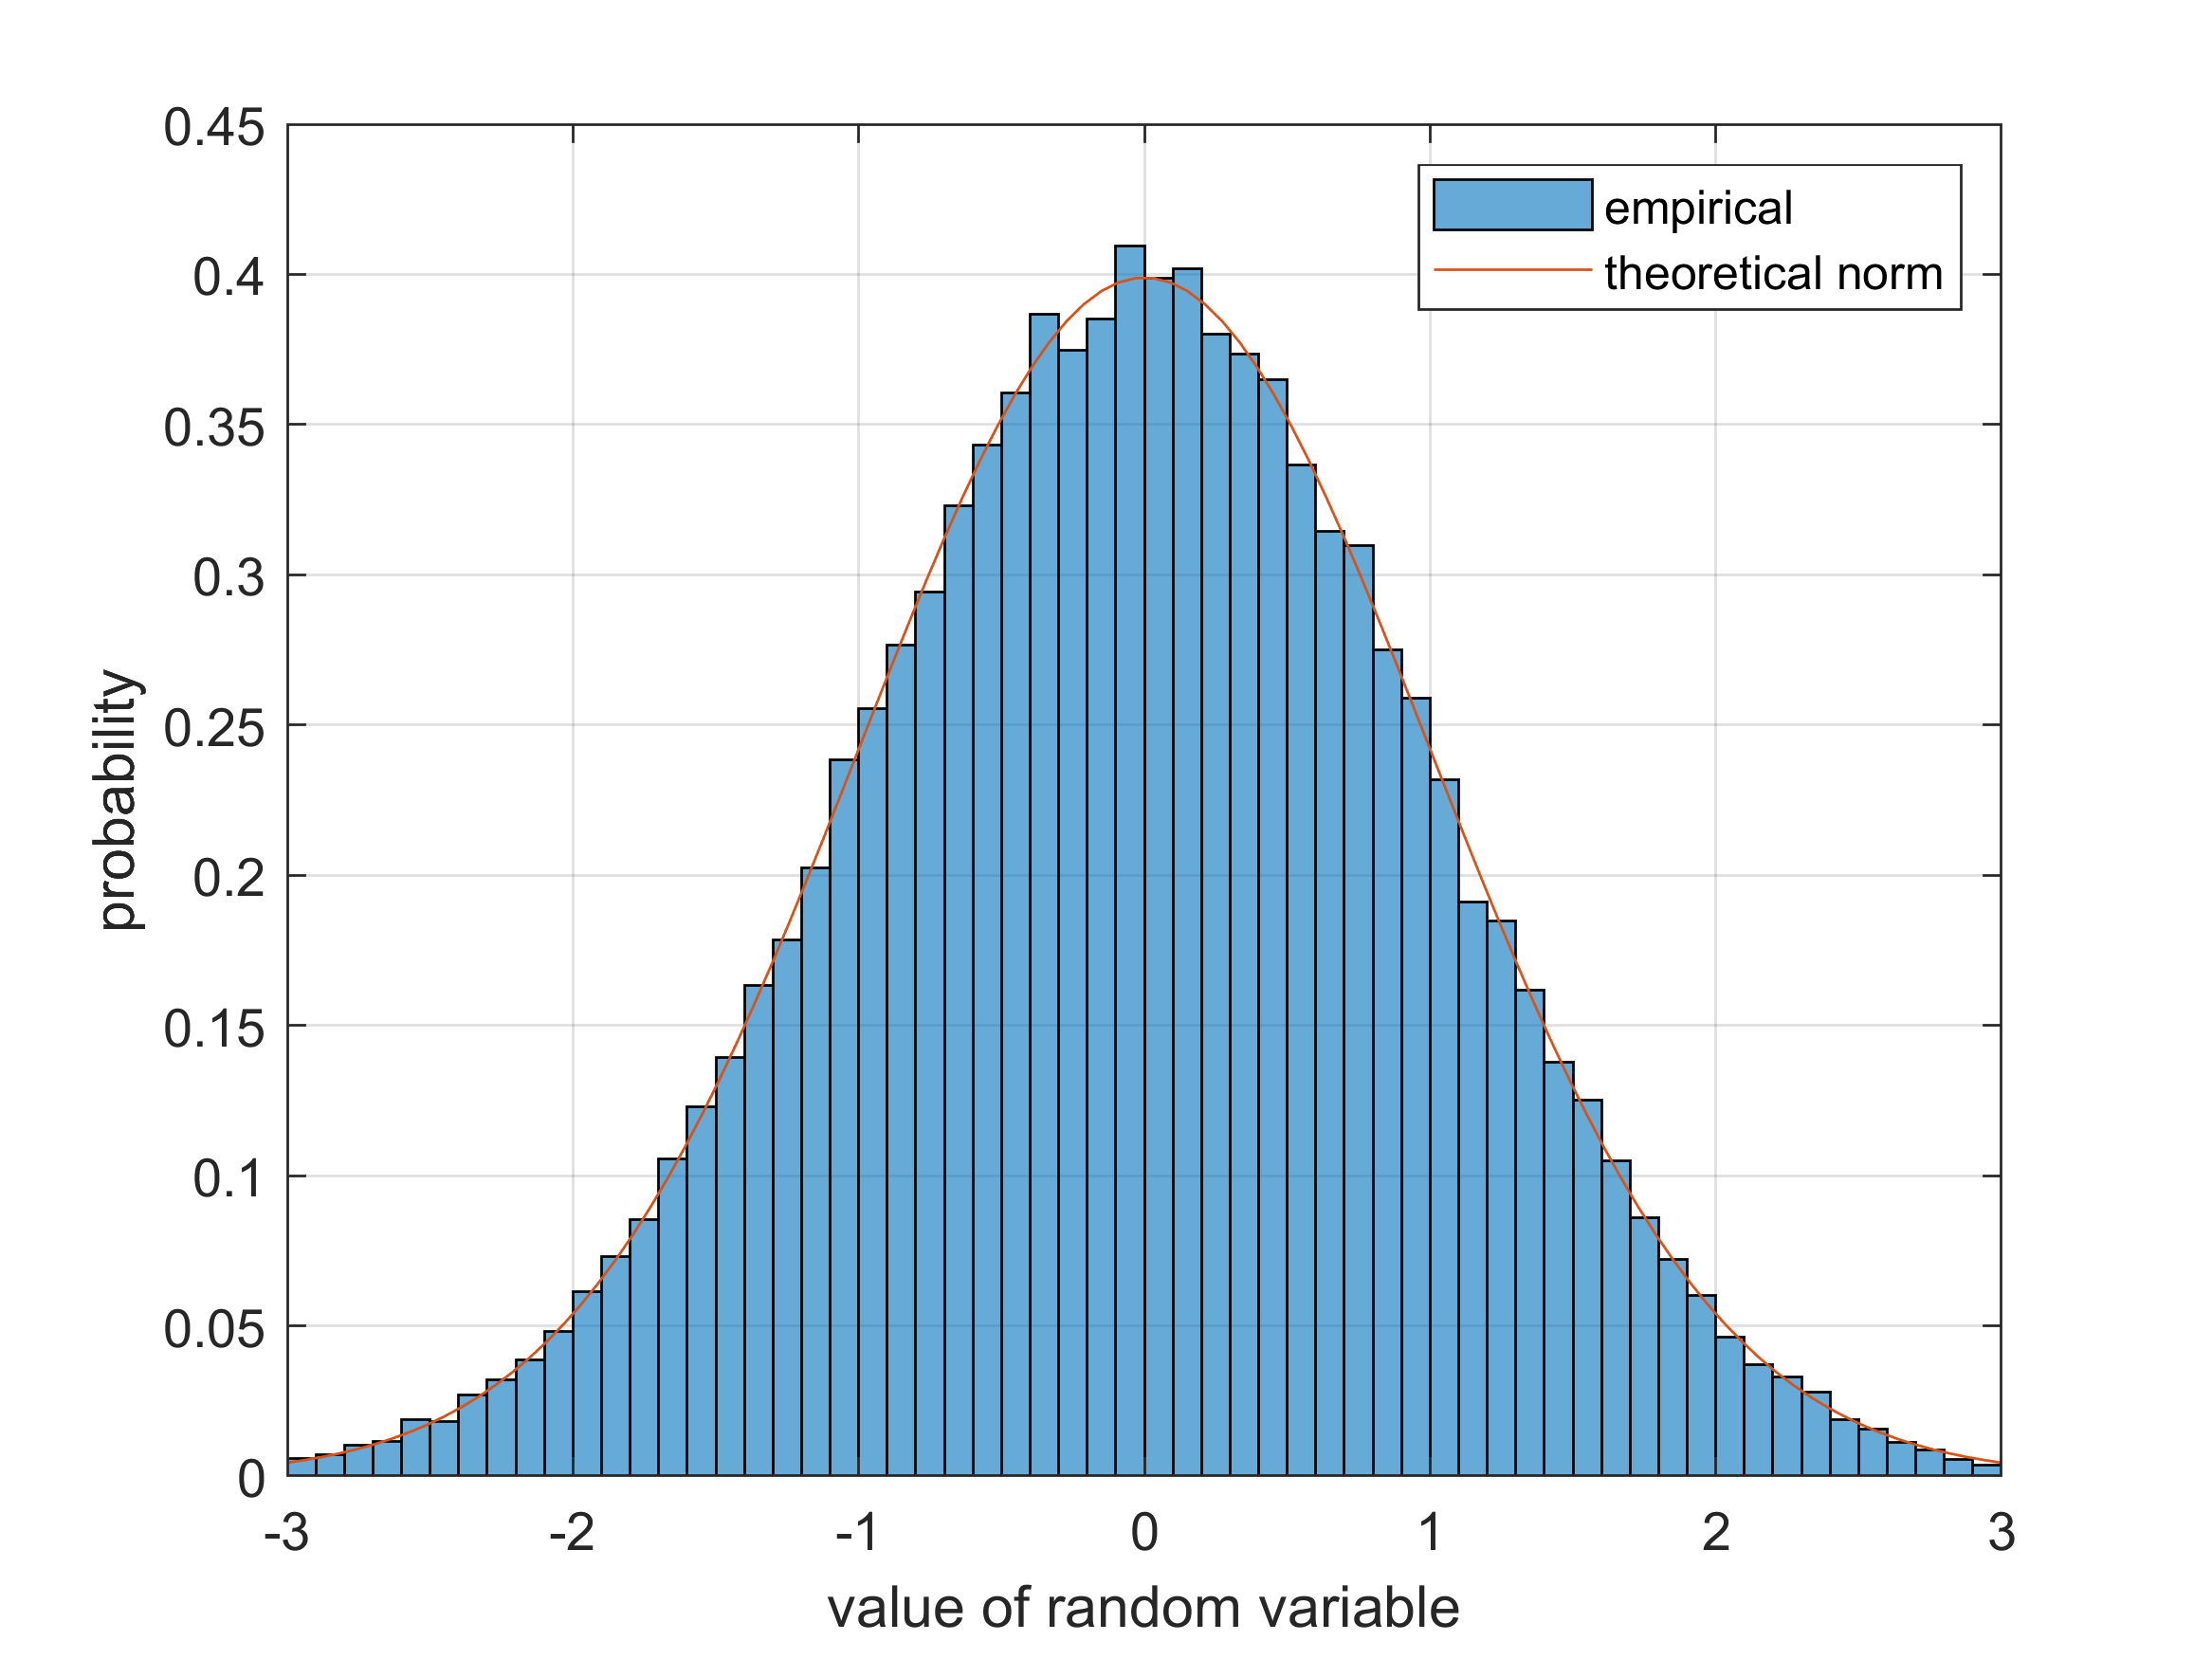 0.45
0.4
0.35
0.3
0.25
0.2
0.15
0.1
0.05
0
probability
empirical
theoretical norm
-3 -2 -1 0 1 2 3
value of random variable